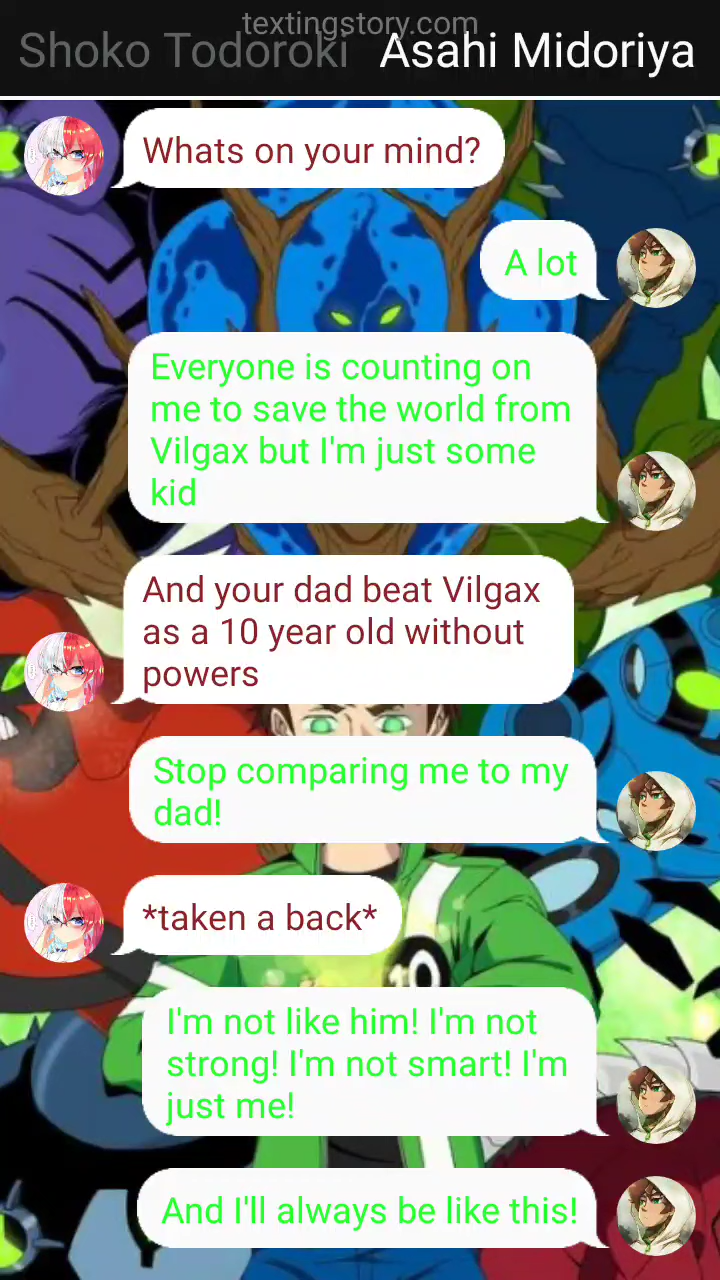 textingstory.com
Shoko Todoroki Asahi Midoriya
Whats on your mind?
A lot
Everyone is counting on
me to save the world from
Vilgax but I'm just some
kid
And your dad beat Vilgax
as a 10 year old without
powers
Stop comparing me to my
dad!
*taken a back*
10
I'm not like him! I'm not
strong! I'm not smart! I'm
just me!
And I'll always be like this!